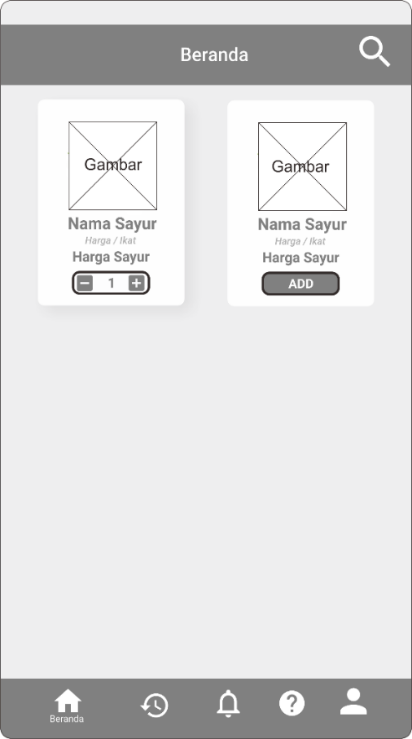 Beranda
Gambar
Nama Sayur
Harga / Ikat
Harga Sayur
− 1 +
Gambar
Nama Sayur
Harga / Ikat
Harga Sayur
ADD
?
Beranda